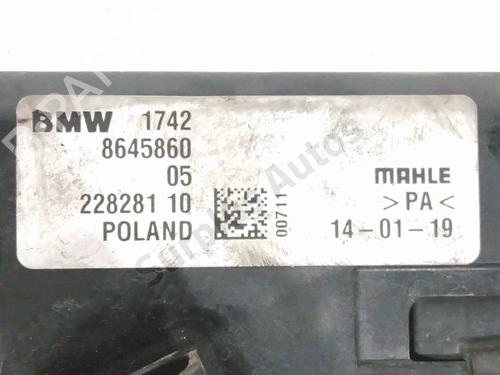 BMW 1742
8645860
05
228281 10
POLAND
00711
MAHLE
>PA<
14-01-19